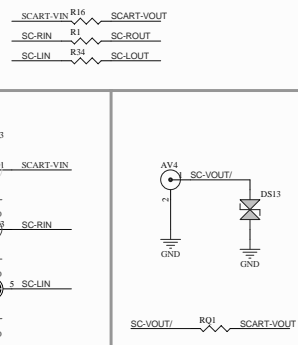 SCART-VIN R16 SCART-VOUT
SC-RIN R1 SC-ROUT
SC-LIN R34 SC-LOUT
3
1 SCART-VIN
3 SC-RIN
5 SC-LIN
AV4
1 SC-VOUT/
DS13
2
GND
GND
SC-VOUT/ RQ1 SCART-VOUT